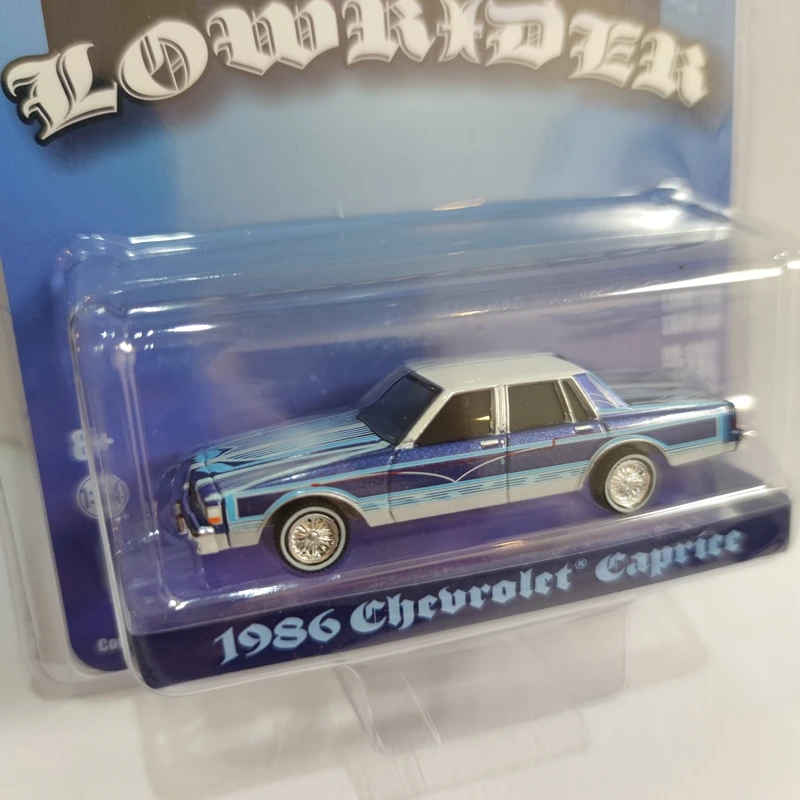 LOWRIDER
8+
1986 Chevrolet® Caprice